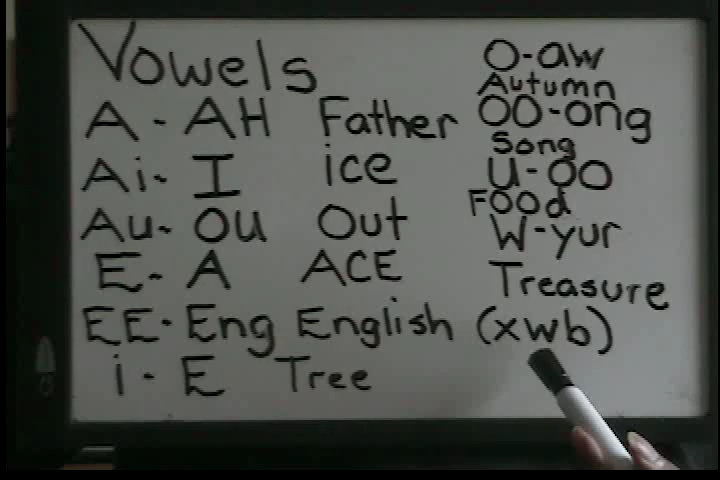 Vowels
A - AH Father
Ai- I ice
Au- OU Out
E- A ACE
EE- Eng English
i - E Tree
O-aw
Autumn
OO-ong
Song
U-OO
Food
W-yur
Treasure
(xwb)